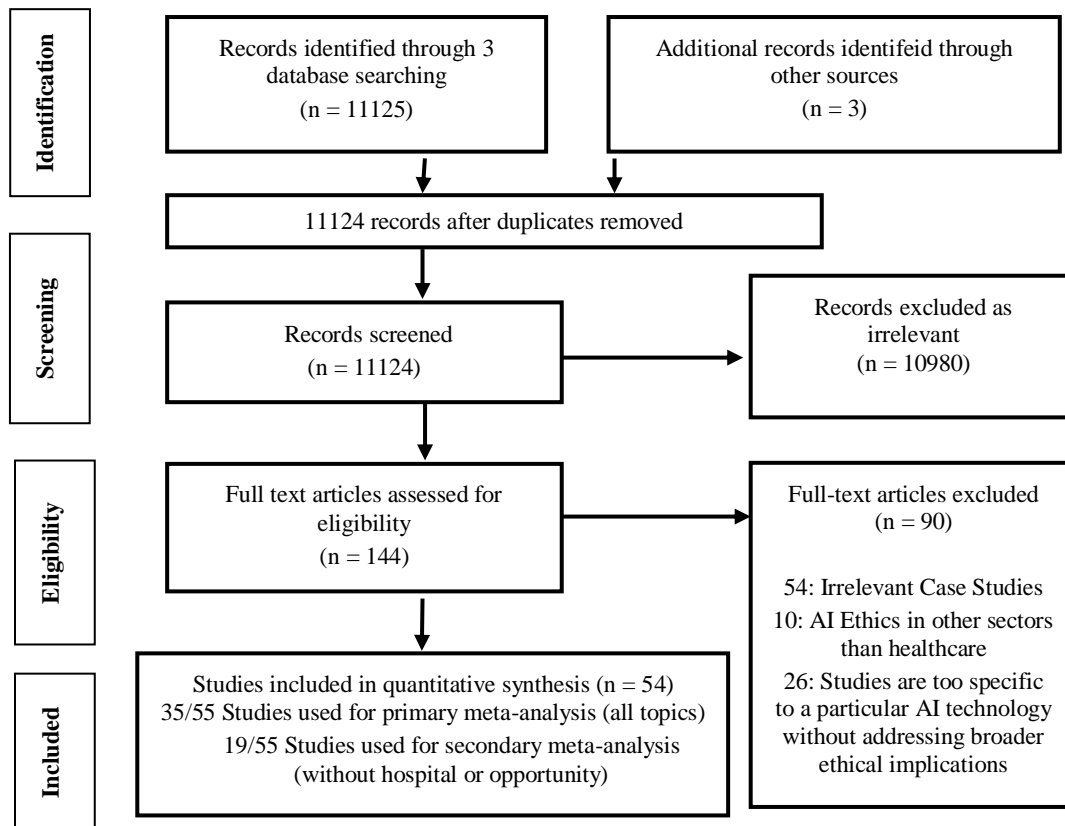 Identification
Records identified through 3
database searching
(n = 11125)
Additional records identifeid through
other sources
(n = 3)
11124 records after duplicates removed
Screening
Records screened
(n = 11124)
Records excluded as
irrelevant
(n = 10980)
Eligibility
Full text articles assessed for
eligibility
(n = 144)
Full-text articles excluded
(n = 90)
54: Irrelevant Case Studies
10: AI Ethics in other sectors
than healthcare
26: Studies are too specific
to a particular AI technology
without addressing broader
ethical implications
Included
Studies included in quantitative synthesis (n = 54)
35/55 Studies used for primary meta-analysis (all topics)
19/55 Studies used for secondary meta-analysis
(without hospital or opportunity)